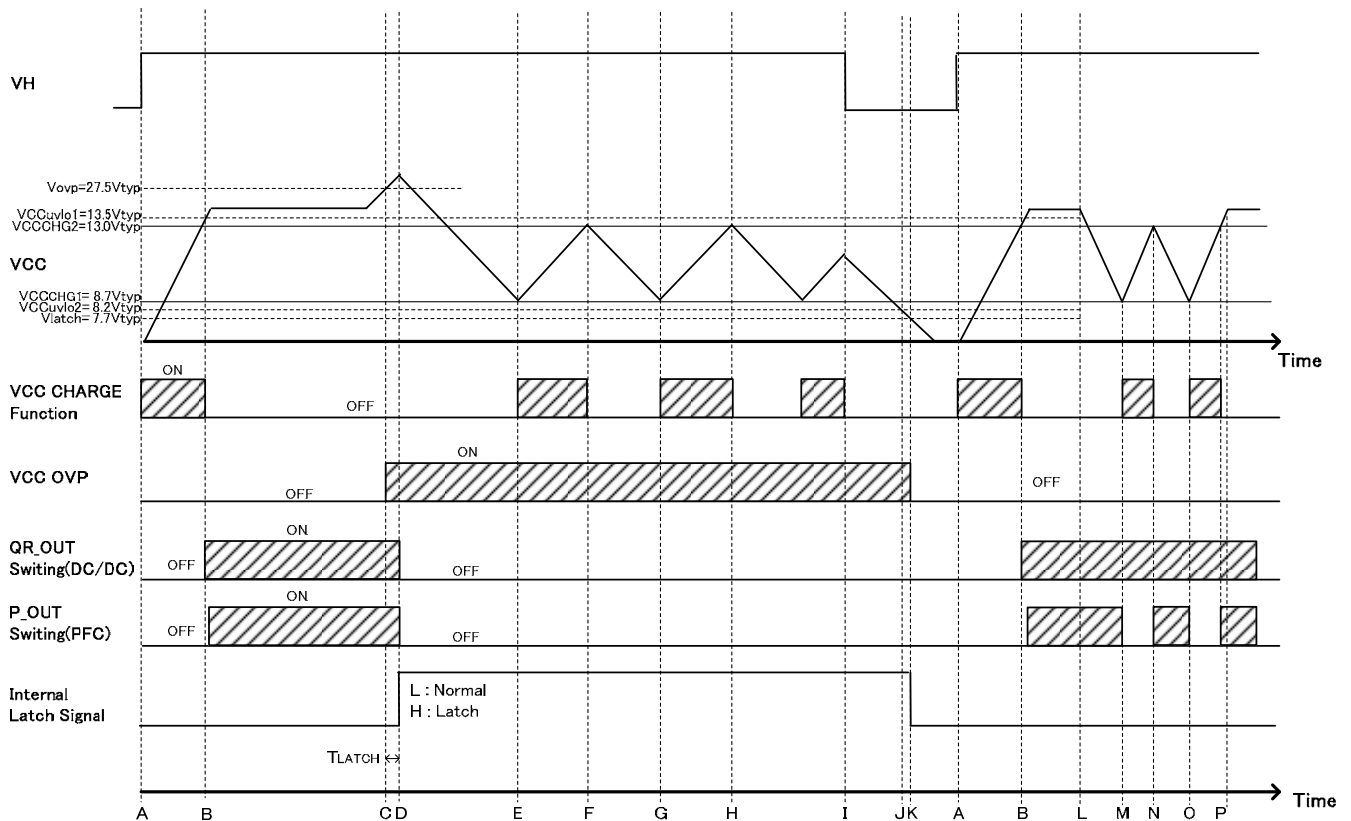 VH
Vovp=27.5Vtyp
VCCuvlo1=13.5Vtyp
VCCCHG2=13.0Vtyp
VCC
VCCCHG1= 8.7Vtyp
VCCuvlo2= 8.2Vtyp
Vlatch= 7.7Vtyp
Time
VCC CHARGE
Function
ON
OFF
VCC OVP
OFF
ON
OFF
QR_OUT
Switing(DC/DC)
OFF
ON
OFF
P_OUT
Switing(PFC)
OFF
ON
OFF
Internal
Latch Signal
L : Normal
H : Latch
TLATCH
Time
A B C D E F G H I J K A B L M N O P